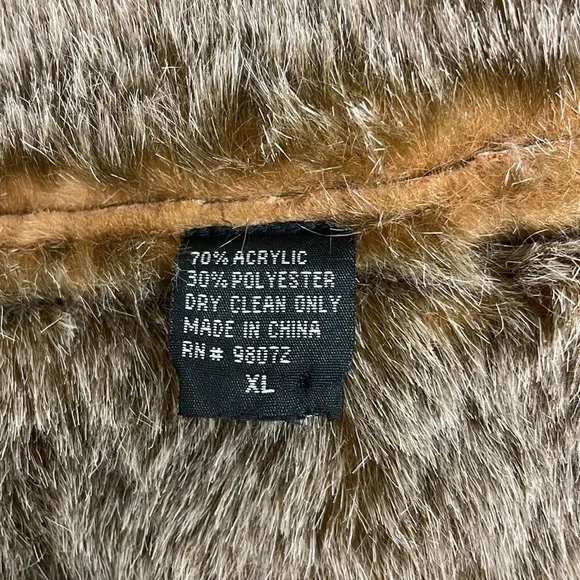 70% ACRYLIC
30% POLYESTER
DRY CLEAN ONLY
MADE IN CHINA
RN# 98072
XL